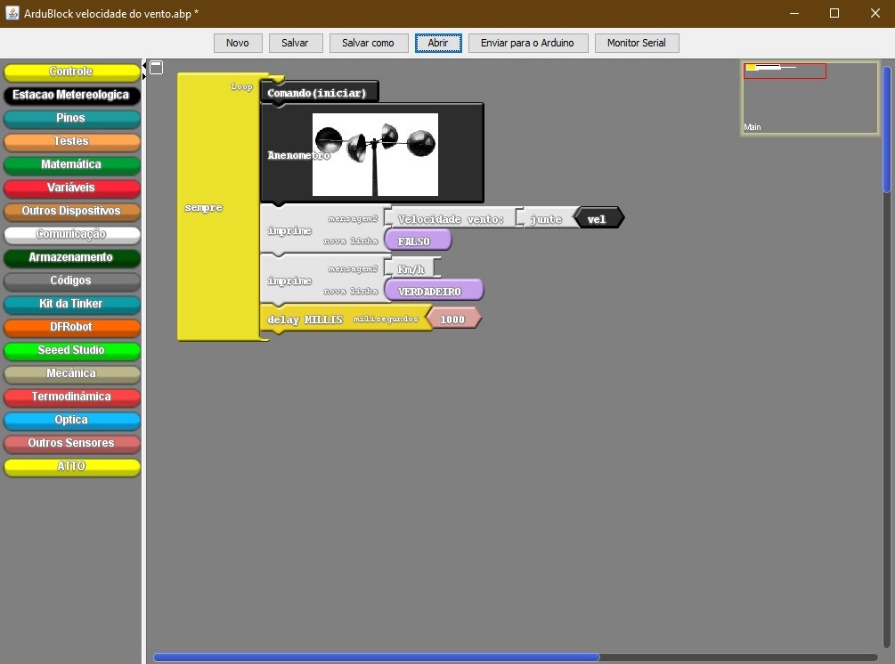 ArduBlock velocidade do vento.abp *
Novo
Salvar
Salvar como
Abrir
Enviar para o Arduino
Monitor Serial
Controle
Estacao Metereologica
Pinos
Testes
Matemática
Variáveis
Outros Dispositivos
Comunicação
Armazenamento
Códigos
Kit da Tinker
DFRobot
Seeed Studio
Mecânica
Termodinâmica
Optica
Outros Sensores
ATTO
Loop
sempre
Comando(iniciar)
Anenometro
imprime mensagem2 Velocidade vento: junte vel
nova linha FALSO
imprime mensagem2 Km/h
nova linha VERDADEIRO
delay MILLIS milisegundos 1000
Main